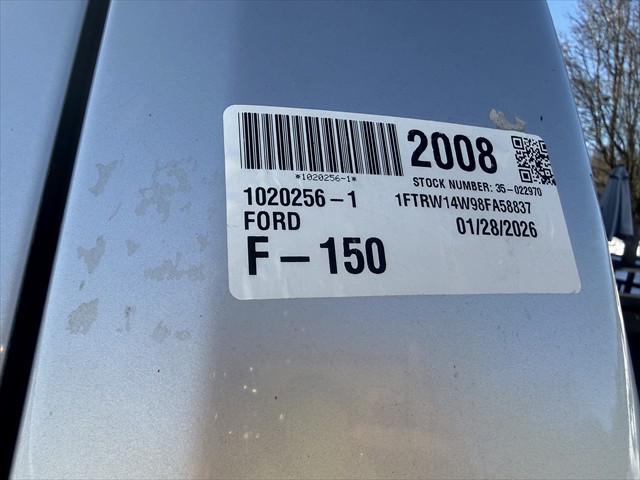 2008
*1020256-1*
STOCK NUMBER: 35-022970
1020256-1
1FTRW14W98FA58837
FORD
01/28/2026
F-150